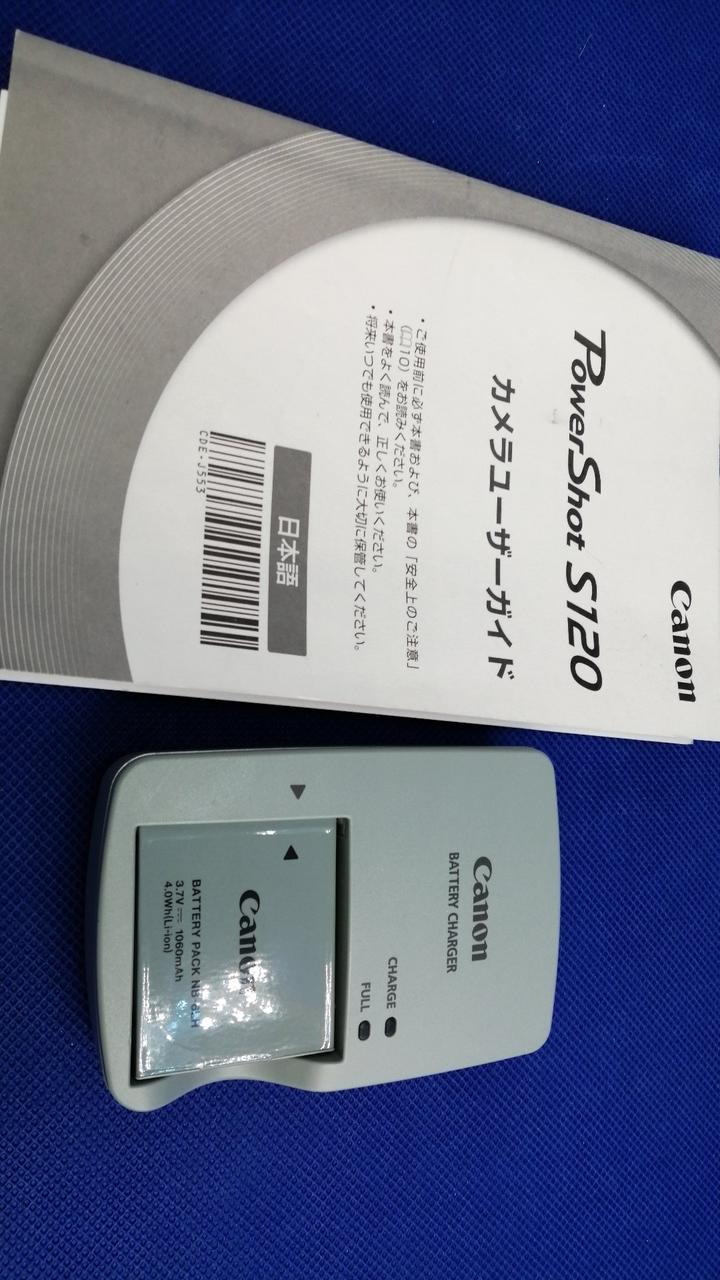 Canon
PowerShot S120
カメラユーザーガイド
・ご使用前に必ず本書および、本書の「安全上のご注意」
(10)をお読みください。
・本書をよく読んで、正しくお使いください。
・将来いつでも使用できるように大切に保管してください。
日本語
CDE-J553
Canon
BATTERY CHARGER
CHARGE
FULL
Canon
BATTERY PACK
3.7V 1060mAh
4.0Wh(Li-ion)